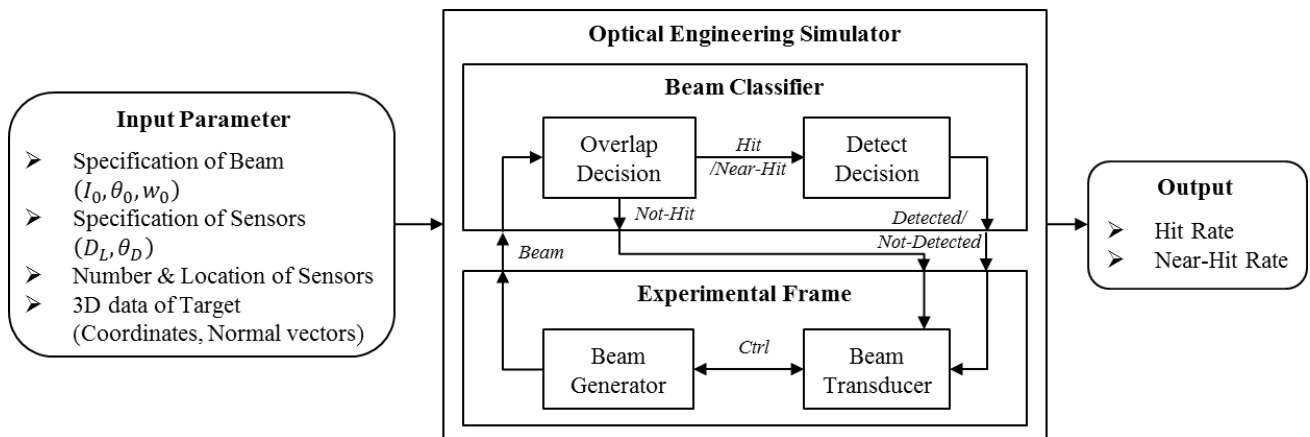 Input Parameter
➤ Specification of Beam
(I₀, θ₀, w₀)
➤ Specification of Sensors
(D_L, θ_D)
➤ Number & Location of Sensors
➤ 3D data of Target
(Coordinates, Normal vectors)
Optical Engineering Simulator
Beam Classifier
Overlap
Decision
Hit
/Near-Hit
Detect
Decision
Not-Hit
Detected/
Not-Detected
Beam
Experimental Frame
Beam
Generator
Ctrl
Beam
Transducer
Output
➤ Hit Rate
➤ Near-Hit Rate